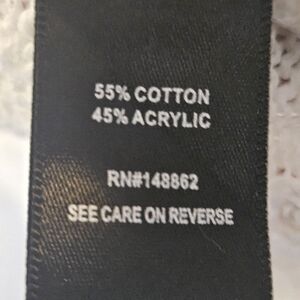 55% COTTON
45% ACRYLIC
RN#148862
SEE CARE ON REVERSE